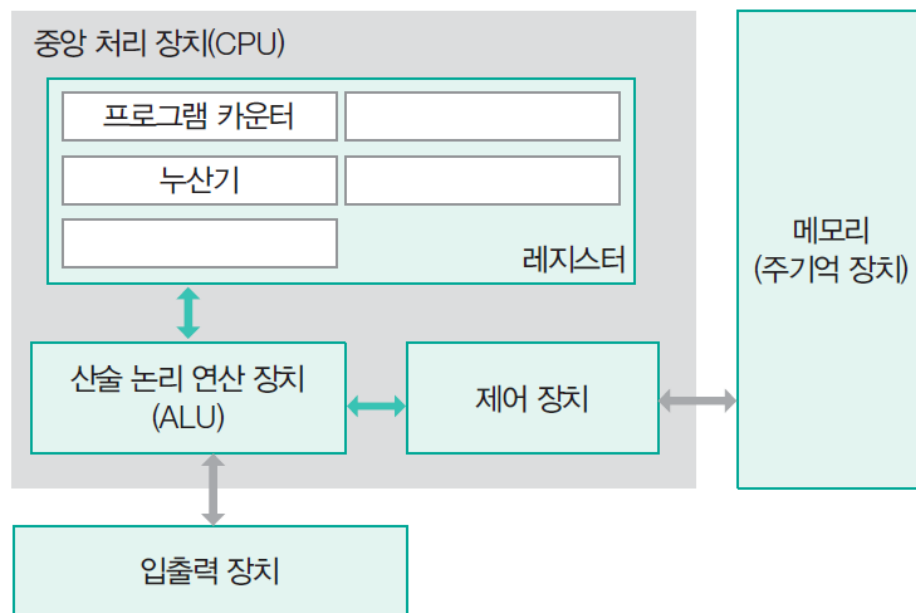 중앙 처리 장치(CPU)
프로그램 카운터
누산기
레지스터
메모리
(주기억 장치)
산술 논리 연산 장치
(ALU)
제어 장치
입출력 장치